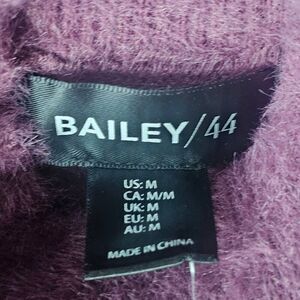 BAILEY/44
US: M
CA: M/M
UK: M
EU: M
AU: M
MADE IN CHINA